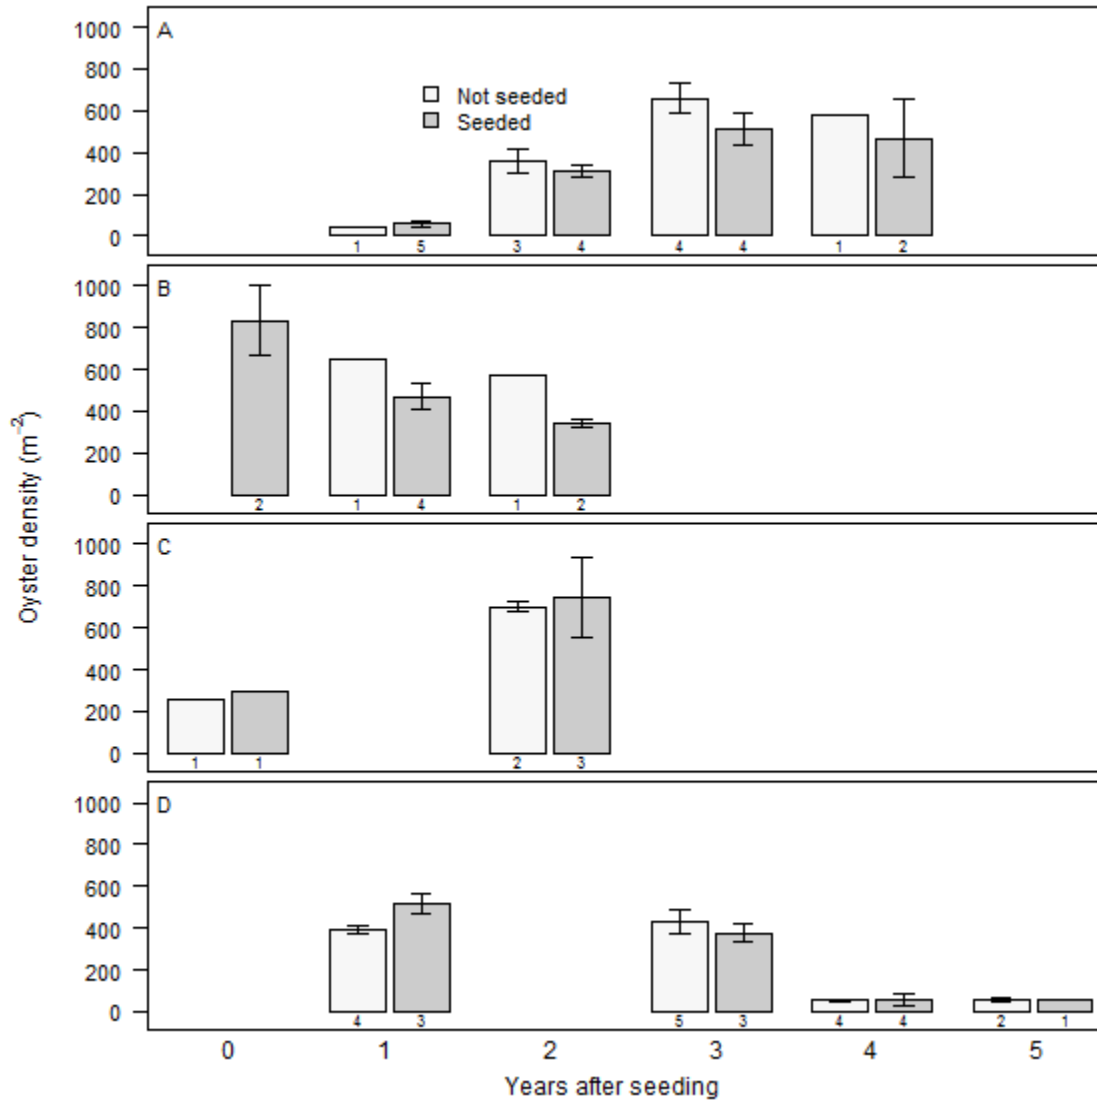 A
1000
800
600
400
200
0
Not seeded
Seeded
1 5 3 4 4 4 1 2
B
1000
800
600
400
200
0
2 1 4 1 2
C
1000
800
600
400
200
0
1 1 2 3
D
1000
800
600
400
200
0
4 3 5 3 4 4 2 1
0 1 2 3 4 5
Years after seeding
Oyster density (m⁻²)